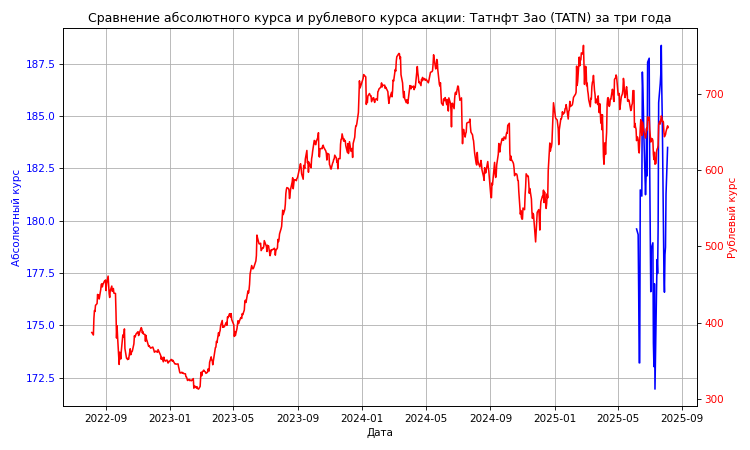 Сравнение абсолютного курса и рублевого курса акции: Татнфт 3ао (TATN) за три года
Абсолютный курс
187.5
185.0
182.5
180.0
177.5
175.0
172.5
700
600
500
400
300
Рублевый курс
2022-09 2023-01 2023-05 2023-09 2024-01 2024-05 2024-09 2025-01 2025-05 2025-09
Дата